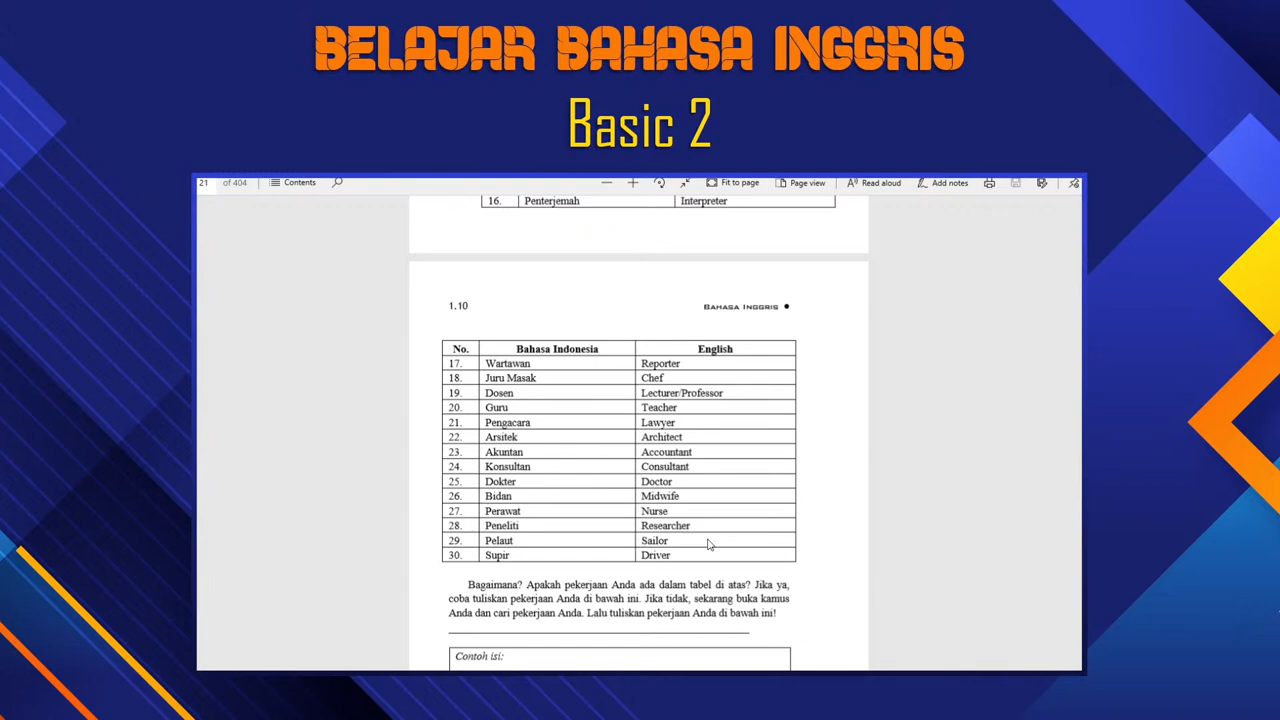 BELAJAR BAHASA INGGRIS
Basic 2
21 of 404 Contents Fit to page Page view Read aloud Add notes
16. Penterjemah Interpreter
1.10 BAHASA INGGRIS ●
No. Bahasa Indonesia English
17. Wartawan Reporter
18. Juru Masak Chef
19. Dosen Lecturer/Professor
20. Guru Teacher
21. Pengacara Lawyer
22. Arsitek Architect
23. Akuntan Accountant
24. Konsultan Consultant
25. Dokter Doctor
26. Bidan Midwife
27. Perawat Nurse
28. Peneliti Researcher
29. Pelaut Sailor
30. Supir Driver
Bagaimana? Apakah pekerjaan Anda ada dalam tabel di atas? Jika ya,
coba tuliskan pekerjaan Anda di bawah ini. Jika tidak, sekarang buka kamus
Anda dan cari pekerjaan Anda. Lalu tuliskan pekerjaan Anda di bawah ini!
Contoh isi: